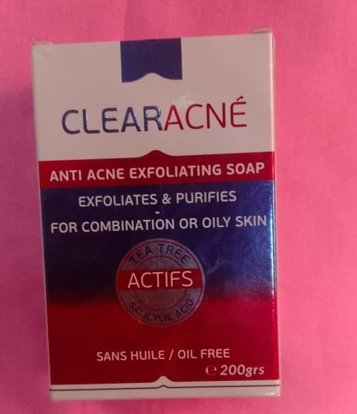 CLEARACNÉ
ANTI ACNE EXFOLIATING SOAP
EXFOLIATES & PURIFIES
-
FOR COMBINATION OR OILY SKIN
TEA TREE
ACTIFS
SALICYLIC ACID
SANS HUILE / OIL FREE
℮ 200grs